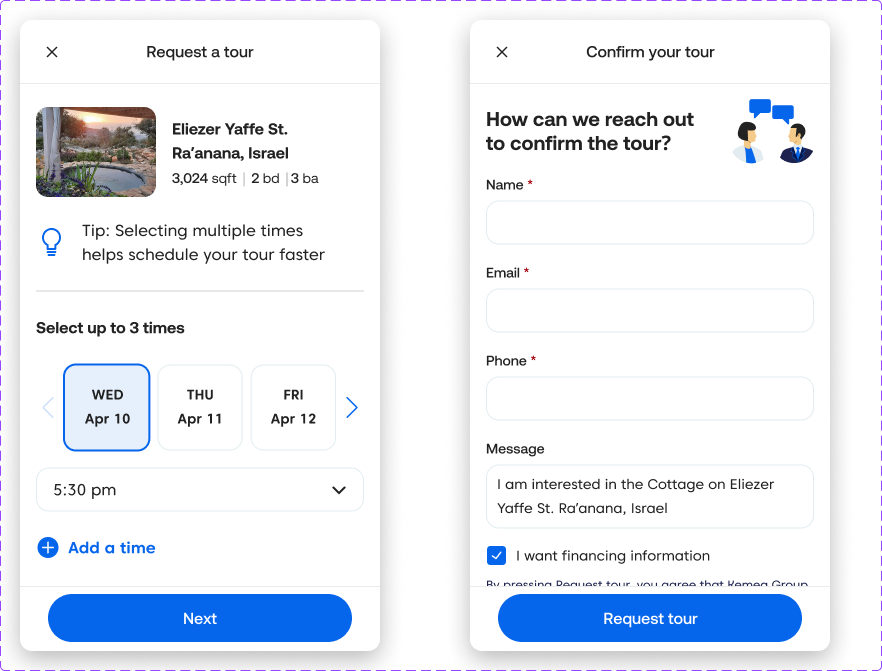 Request a tour
Eliezer Yaffe St.
Ra’anana, Israel
3,024 sqft | 2 bd | 3 ba
Tip: Selecting multiple times
helps schedule your tour faster
Select up to 3 times
WED
Apr 10
THU
Apr 11
FRI
Apr 12
5:30 pm
Add a time
Next
Confirm your tour
How can we reach out
to confirm the tour?
Name *
Email *
Phone *
Message
I am interested in the Cottage on Eliezer
Yaffe St. Ra’anana, Israel
I want financing information
By pressing Request tour, you agree that Kemea Group
Request tour